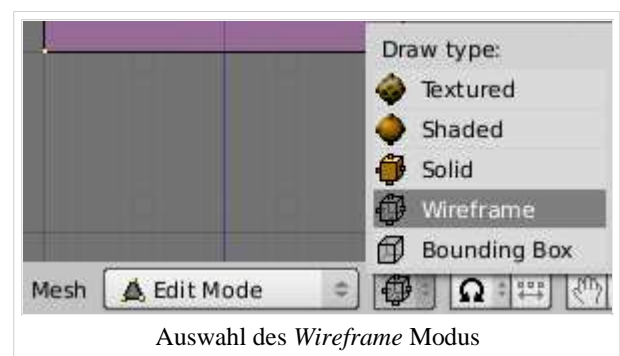 Draw type:
Textured
Shaded
Solid
Wireframe
Bounding Box
Mesh Edit Mode
Auswahl des Wireframe Modus